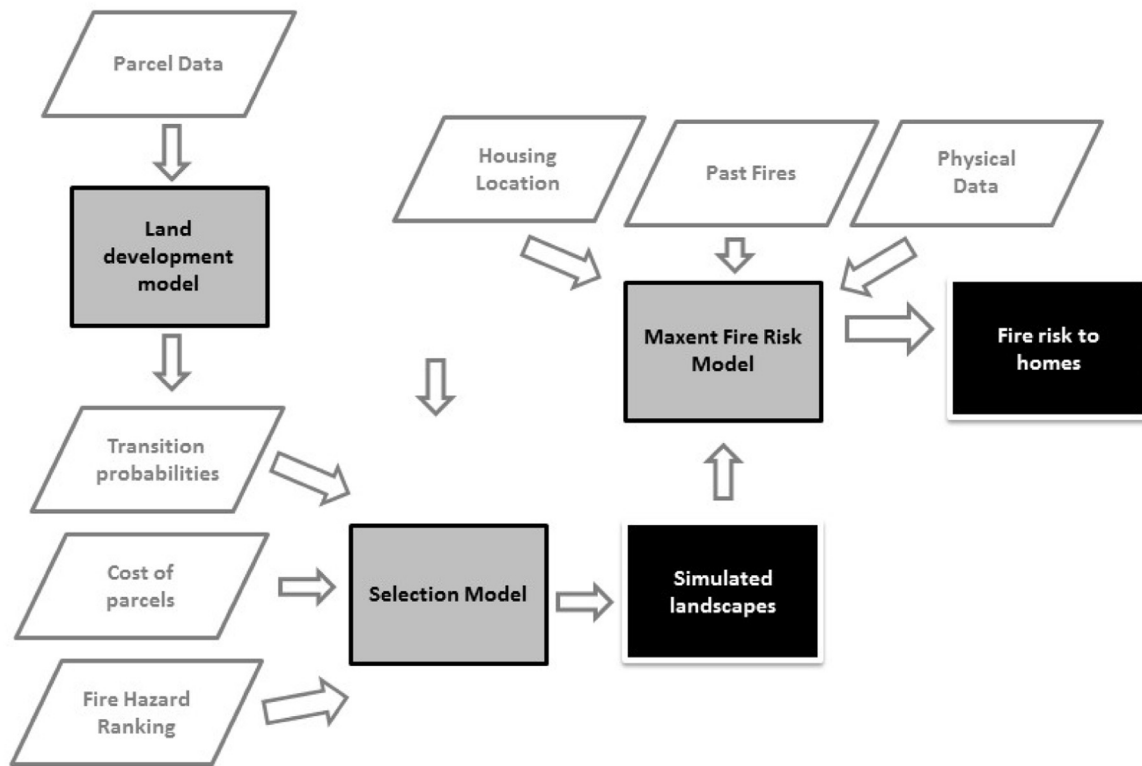 Parcel Data
Housing
Location
Past Fires
Physical
Data
Land
development
model
Maxent Fire Risk
Model
Fire risk to
homes
Transition
probabilities
Cost of
parcels
Selection Model
Simulated
landscapes
Fire Hazard
Ranking